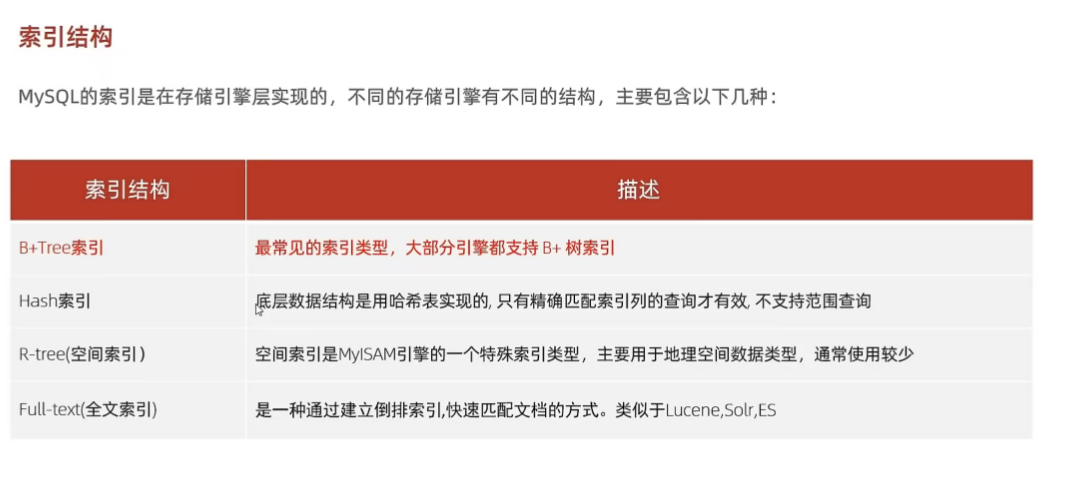 索引结构
MySQL的索引是在存储引擎层实现的，不同的存储引擎有不同的结构，主要包含以下几种：
索引结构 描述
B+Tree索引 最常见的索引类型，大部分引擎都支持 B+ 树索引
Hash索引 底层数据结构是用哈希表实现的, 只有精确匹配索引列的查询才有效, 不支持范围查询
R-tree(空间索引） 空间索引是MyISAM引擎的一个特殊索引类型，主要用于地理空间数据类型，通常使用较少
Full-text(全文索引) 是一种通过建立倒排索引,快速匹配文档的方式。类似于Lucene,Solr,ES